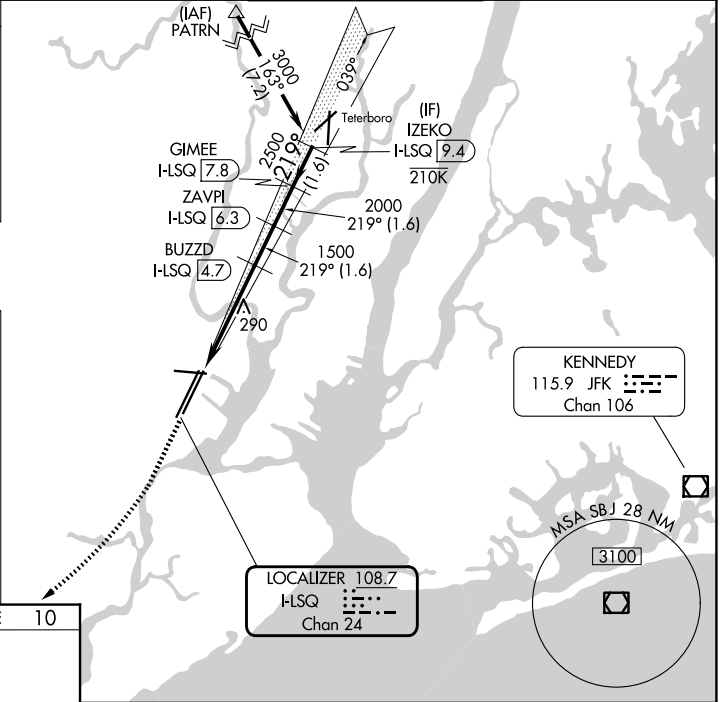 (IAF)
PATRN
3000
163°
(7.2)
039°
Teterboro
(IF)
IZEKO
I-LSQ 9.4
210K
GIMEE
I-LSQ 7.8
2500
219°
(1.6)
ZAVPI
I-LSQ 6.3
2000
219° (1.6)
BUZZD
I-LSQ 4.7
1500
219° (1.6)
290
KENNEDY
115.9 JFK
Chan 106
MSA SBJ 28 NM
3100
LOCALIZER 108.7
I-LSQ
Chan 24
E 10